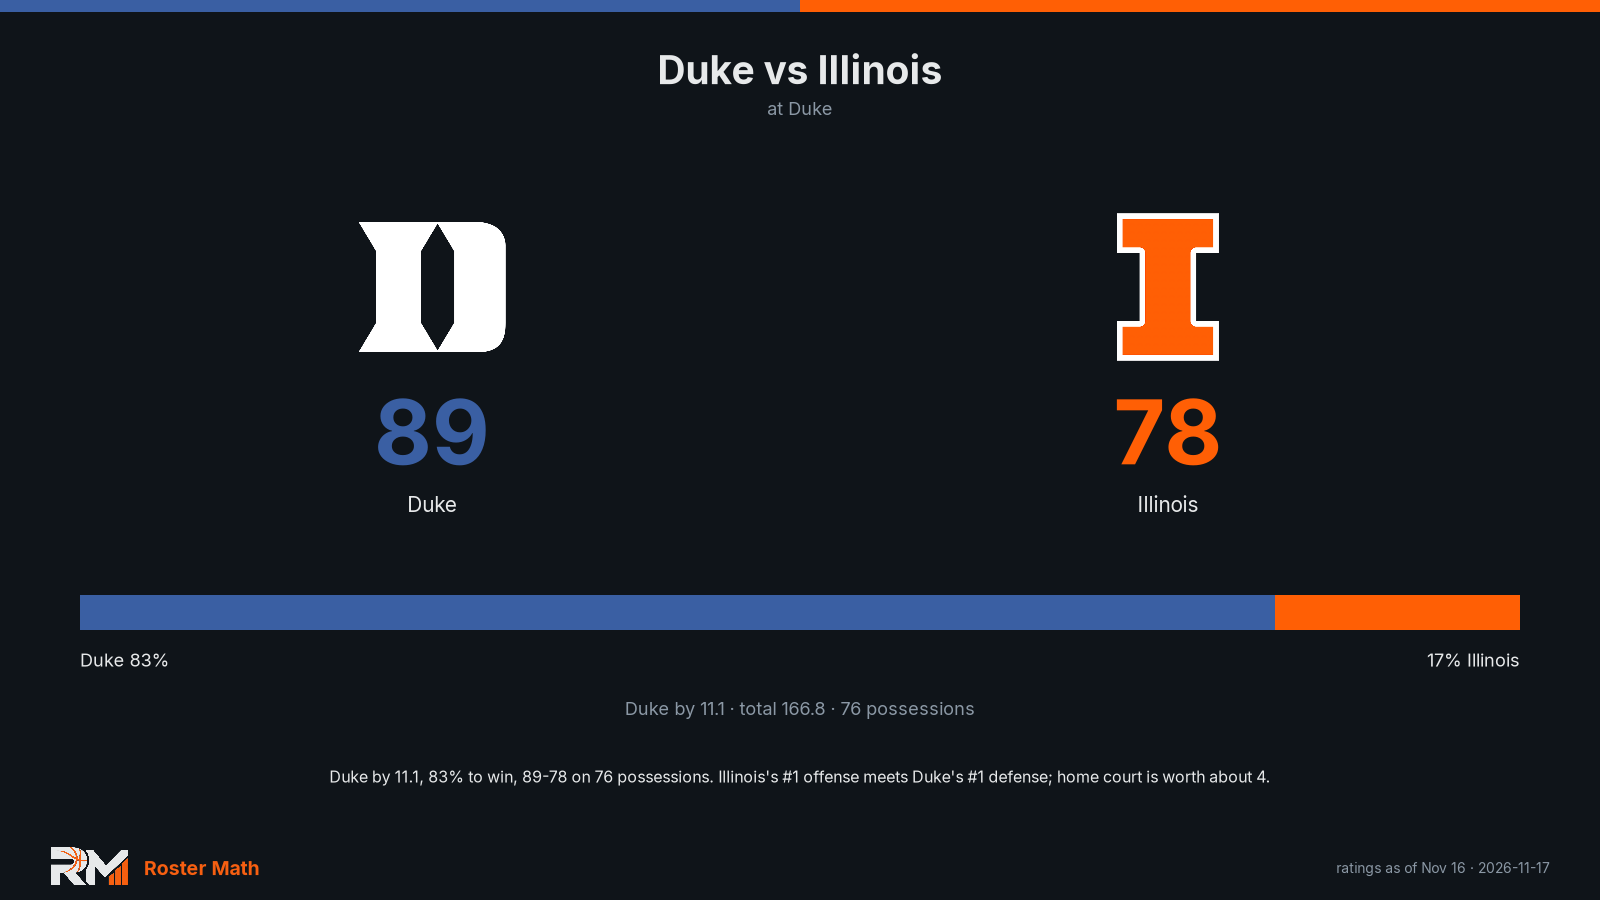 Duke vs Illinois
at Duke
D
I
89
78
Duke
Illinois
Duke 83%
17% Illinois
Duke by 11.1 · total 166.8 · 76 possessions
Duke by 11.1, 83% to win, 89-78 on 76 possessions. Illinois's #1 offense meets Duke's #1 defense; home court is worth about 4.
RM Roster Math
ratings as of Nov 16 · 2026-11-17